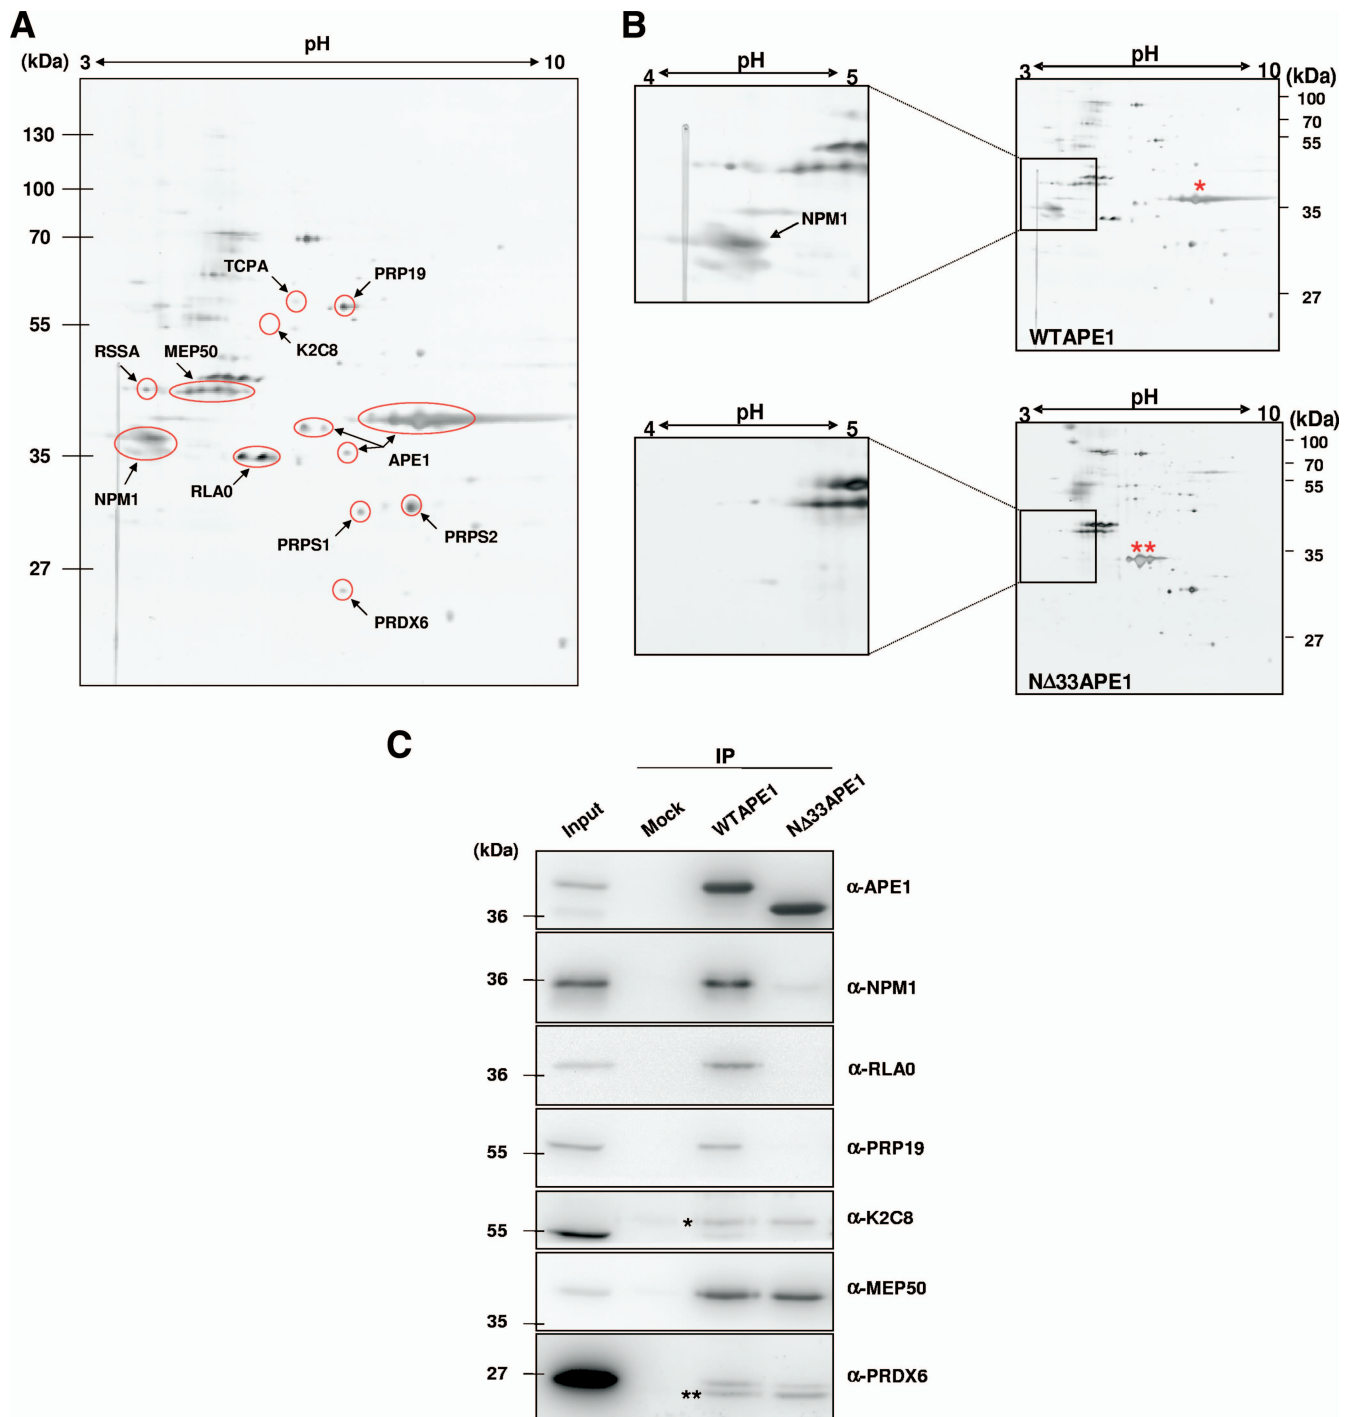 A
pH
(kDa) 3 10
130
100
70
55
35
27
TCPA
PRP19
K2C8
RSSA MEP50
APE1
NPM1
RLA0
PRPS1
PRPS2
PRDX6
B
pH
4 5
NPM1
pH
3 10 (kDa)
100
70
55
35
27
*
WTAPE1
pH
4 5
pH
3 10 (kDa)
100
70
55
35
27
**
NΔ33APE1
C
IP
Input Mock WTAPE1 NΔ33APE1
(kDa)
36 α-APE1
36 α-NPM1
36 α-RLA0
55 α-PRP19
55 * α-K2C8
35 α-MEP50
27 ** α-PRDX6